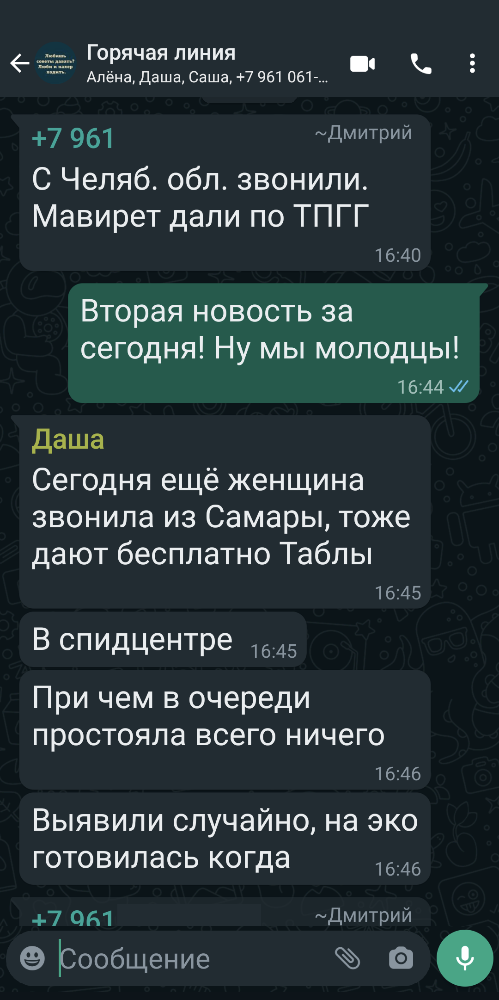 Любишь
советы давать?
Люби и нахер
ходить.
Горячая линия
Алёна, Даша, Саша, +7 961 061-...
+7 961
~Дмитрий
С Челяб. обл. звонили.
Мавирет дали по ТПГГ
16:40
Вторая новость за
сегодня! Ну мы молодцы!
16:44
Даша
Сегодня ещё женщина
звонила из Самары, тоже
дают бесплатно Таблы
16:45
В спидцентре
16:45
При чем в очереди
простояла всего ничего
16:46
Выявили случайно, на эко
готовилась когда
16:46
+7 961
~Дмитрий
Сообщение